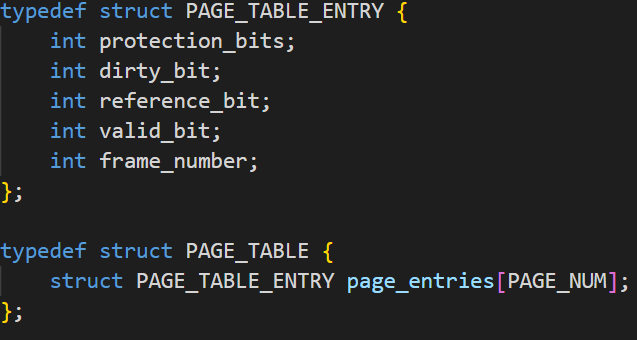 typedef struct PAGE_TABLE_ENTRY {
    int protection_bits;
    int dirty_bit;
    int reference_bit;
    int valid_bit;
    int frame_number;
};

typedef struct PAGE_TABLE {
    struct PAGE_TABLE_ENTRY page_entries[PAGE_NUM];
};